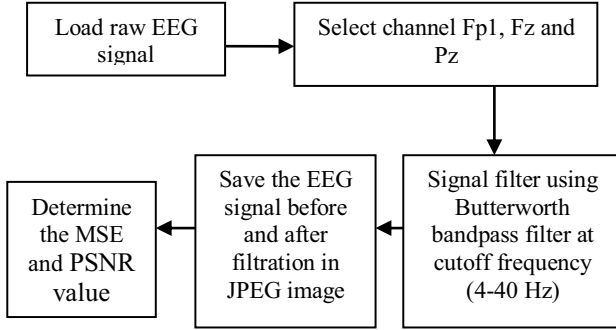 Load raw EEG
signal
Select channel Fp1, Fz and
Pz
Signal filter using
Butterworth
bandpass filter at
cutoff frequency
(4-40 Hz)
Save the EEG
signal before
and after
filtration in
JPEG image
Determine
the MSE
and PSNR
value